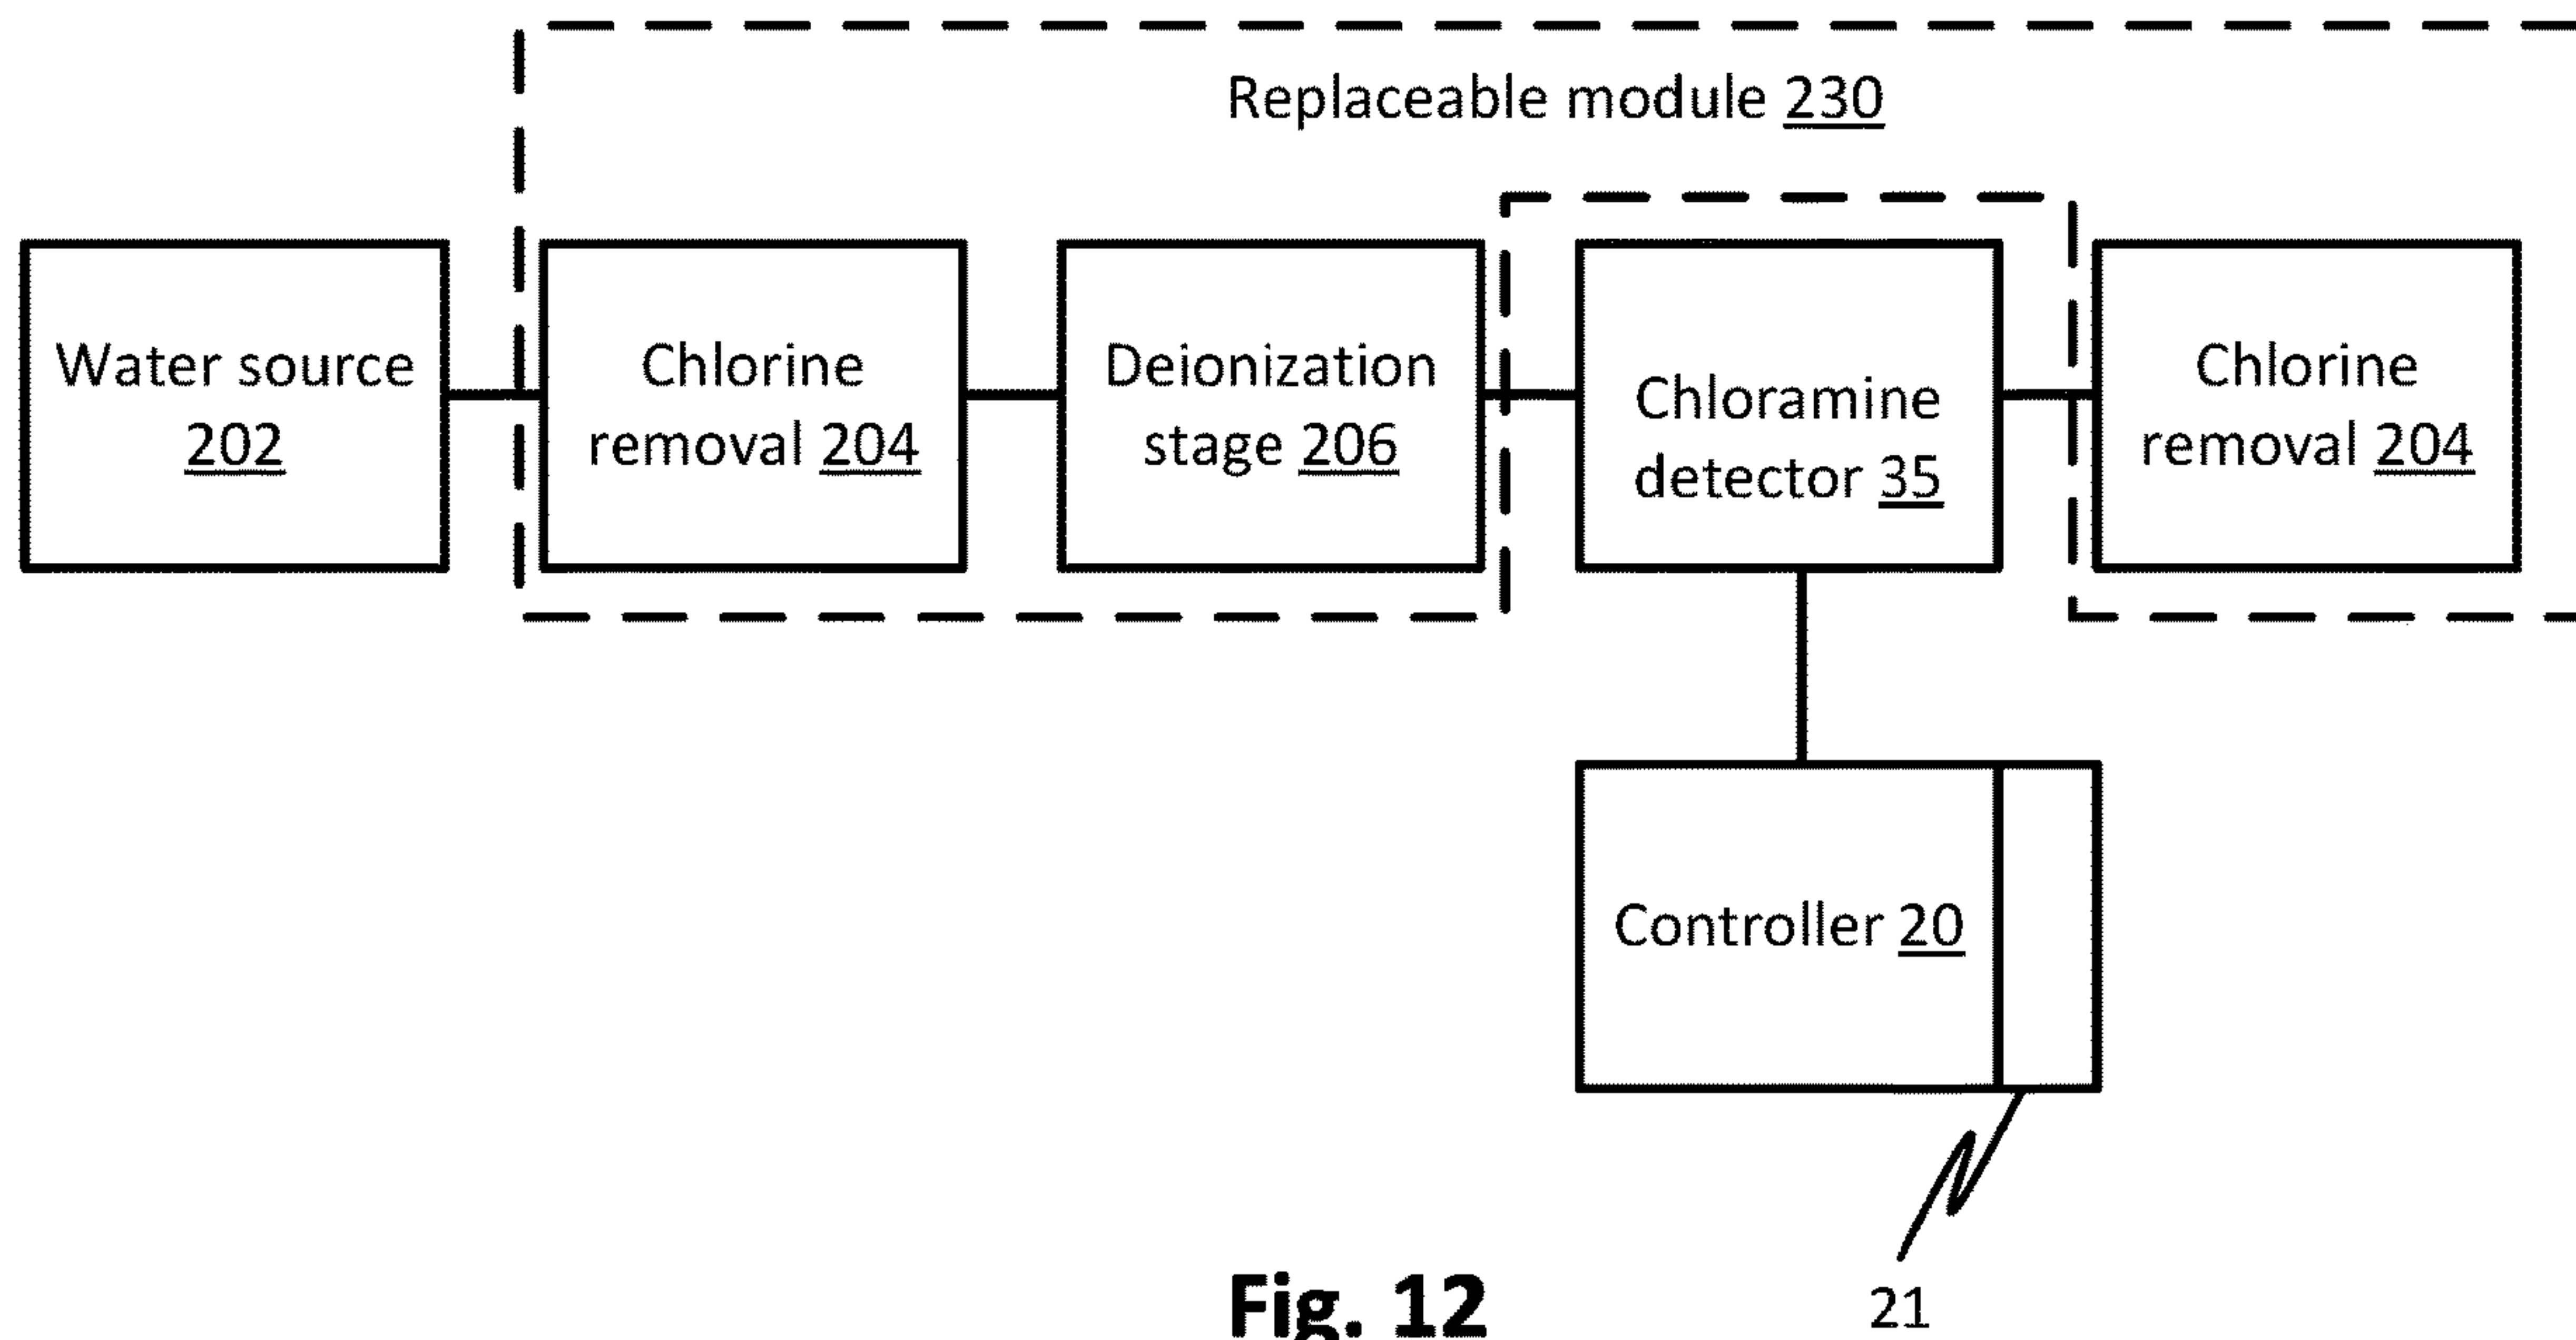 Replaceable module 230
Water source
202
Chlorine
removal 204
Deionization
stage 206
Chloramine
detector 35
Chlorine
removal 204
Controller 20
21
Fig. 12